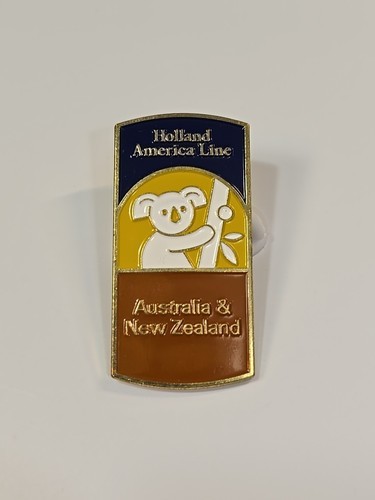 Holland
America Line
Australia &
New Zealand